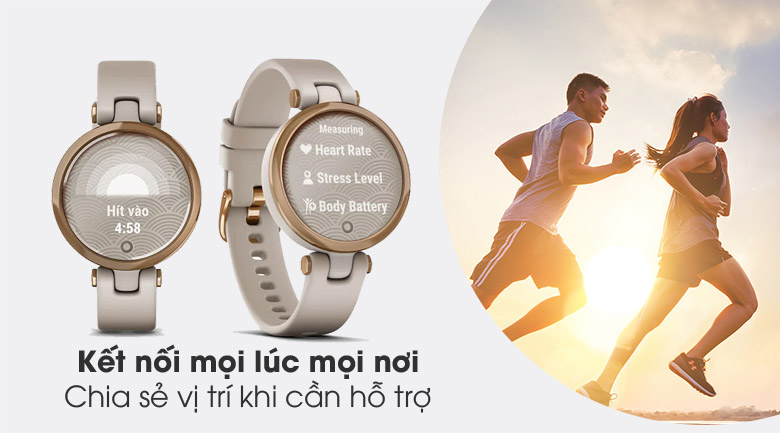 Hít vào
4:58
Measuring
Heart Rate
Stress Level
Body Battery
Kết nối mọi lúc mọi nơi
Chia sẻ vị trí khi cần hỗ trợ